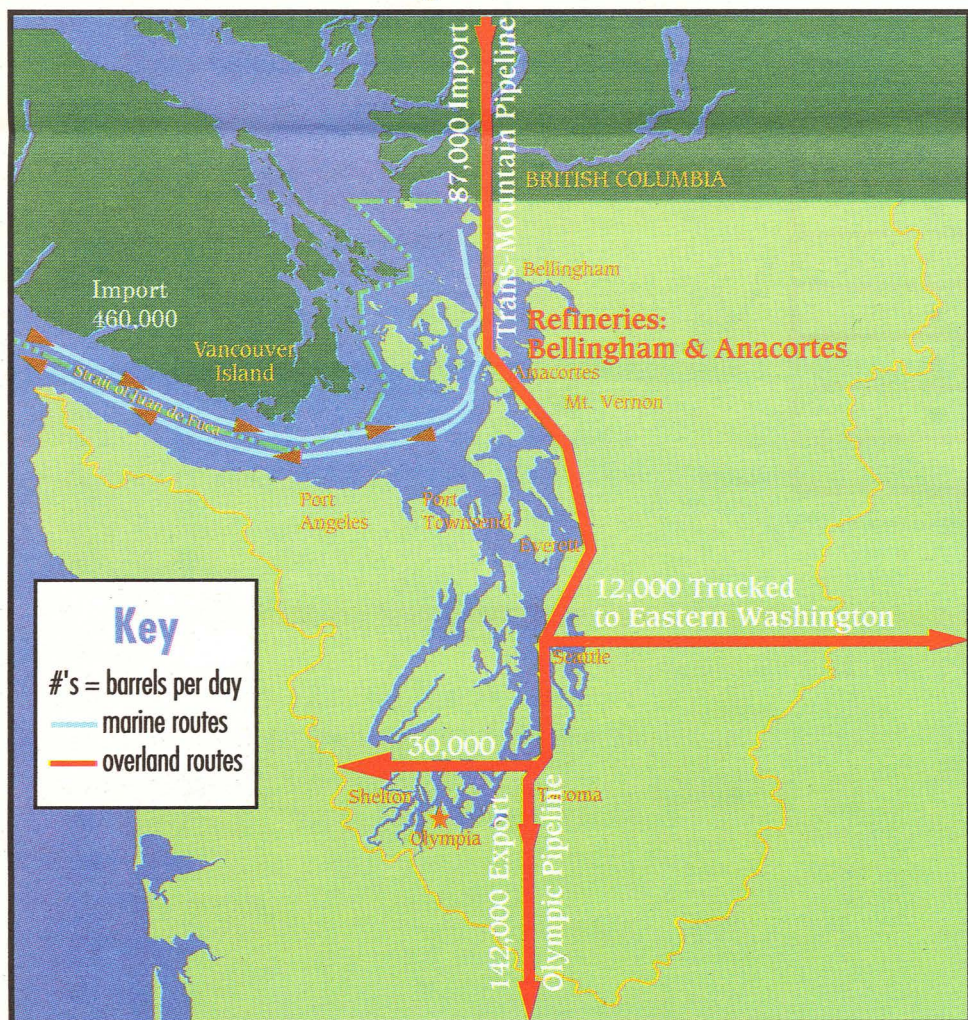 87,000 Import
Trans-Mountain Pipeline
BRITISH COLUMBIA
Bellingham
Import
460,000
Refineries:
Bellingham & Anacortes
Vancouver
Island
Anacortes
Strait of Juan de Fuca
Mt. Vernon
Port
Angeles
Port
Townsend
Everett
12,000 Trucked
to Eastern Washington
Seattle
Key
#'s = barrels per day
marine routes
overland routes
30,000
Shelton
Tacoma
Olympia
142,000 Export
Olympic Pipeline